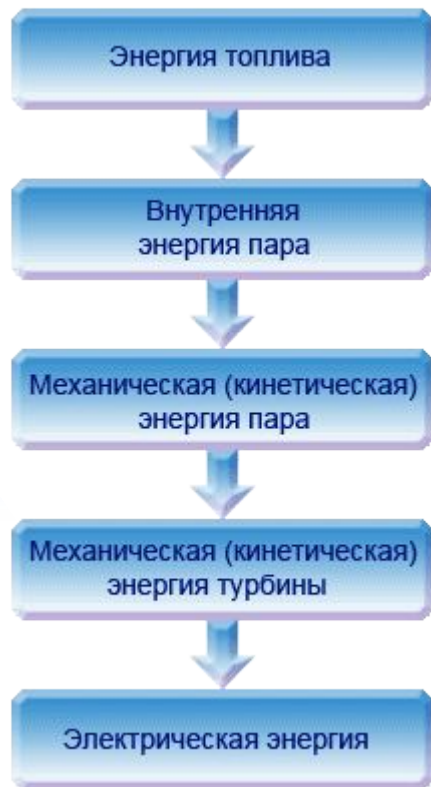 Энергия топлива
Внутренняя
энергия пара
Механическая (кинетическая)
энергия пара
Механическая (кинетическая)
энергия турбины
Электрическая энергия